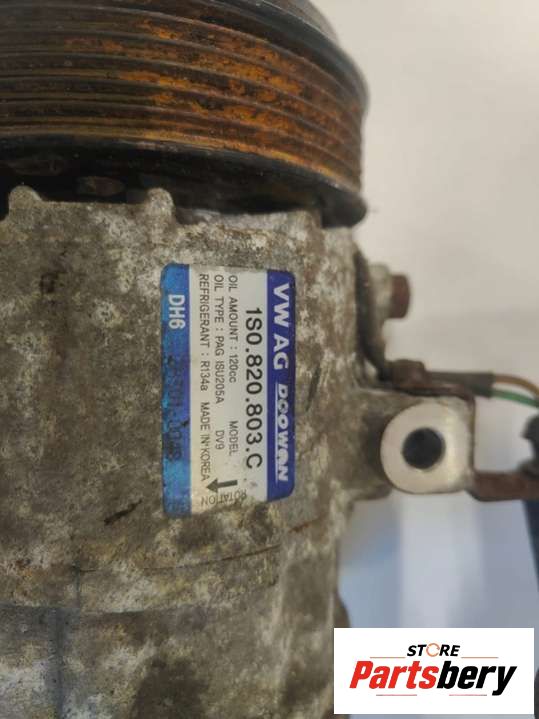 VW AG DOOWON
1S0.820.803.C
OIL AMOUNT : 120cc MODEL
OIL TYPE : PAG ISU205A DV9
REFRIGERANT : R134a MADE IN KOREA
ROTATION
DH6
STORE
Partsbery